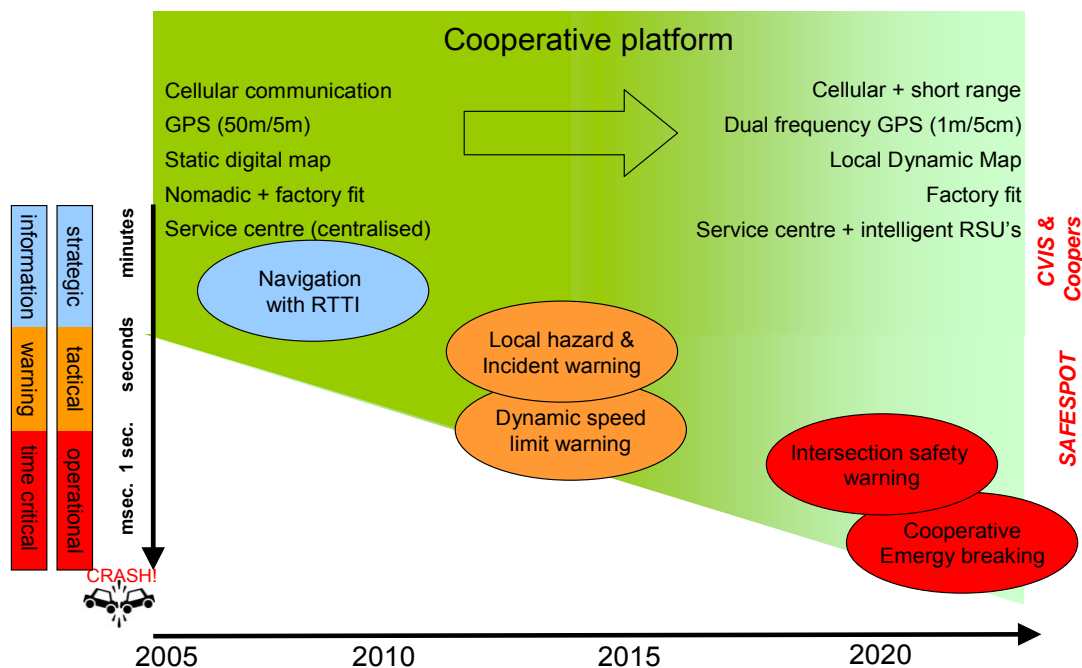 Cooperative platform
Cellular communication
GPS (50m/5m)
Static digital map
Nomadic + factory fit
Service centre (centralised)
Cellular + short range
Dual frequency GPS (1m/5cm)
Local Dynamic Map
Factory fit
Service centre + intelligent RSU's
information
warning
time critical
strategic
tactical
operational
minutes
seconds
1 sec.
msec.
Navigation
with RTTI
Local hazard &
Incident warning
Dynamic speed
limit warning
Intersection safety
warning
Cooperative
Emergy breaking
CVIS &
Coopers
SAFESPOT
CRASH!
2005
2010
2015
2020